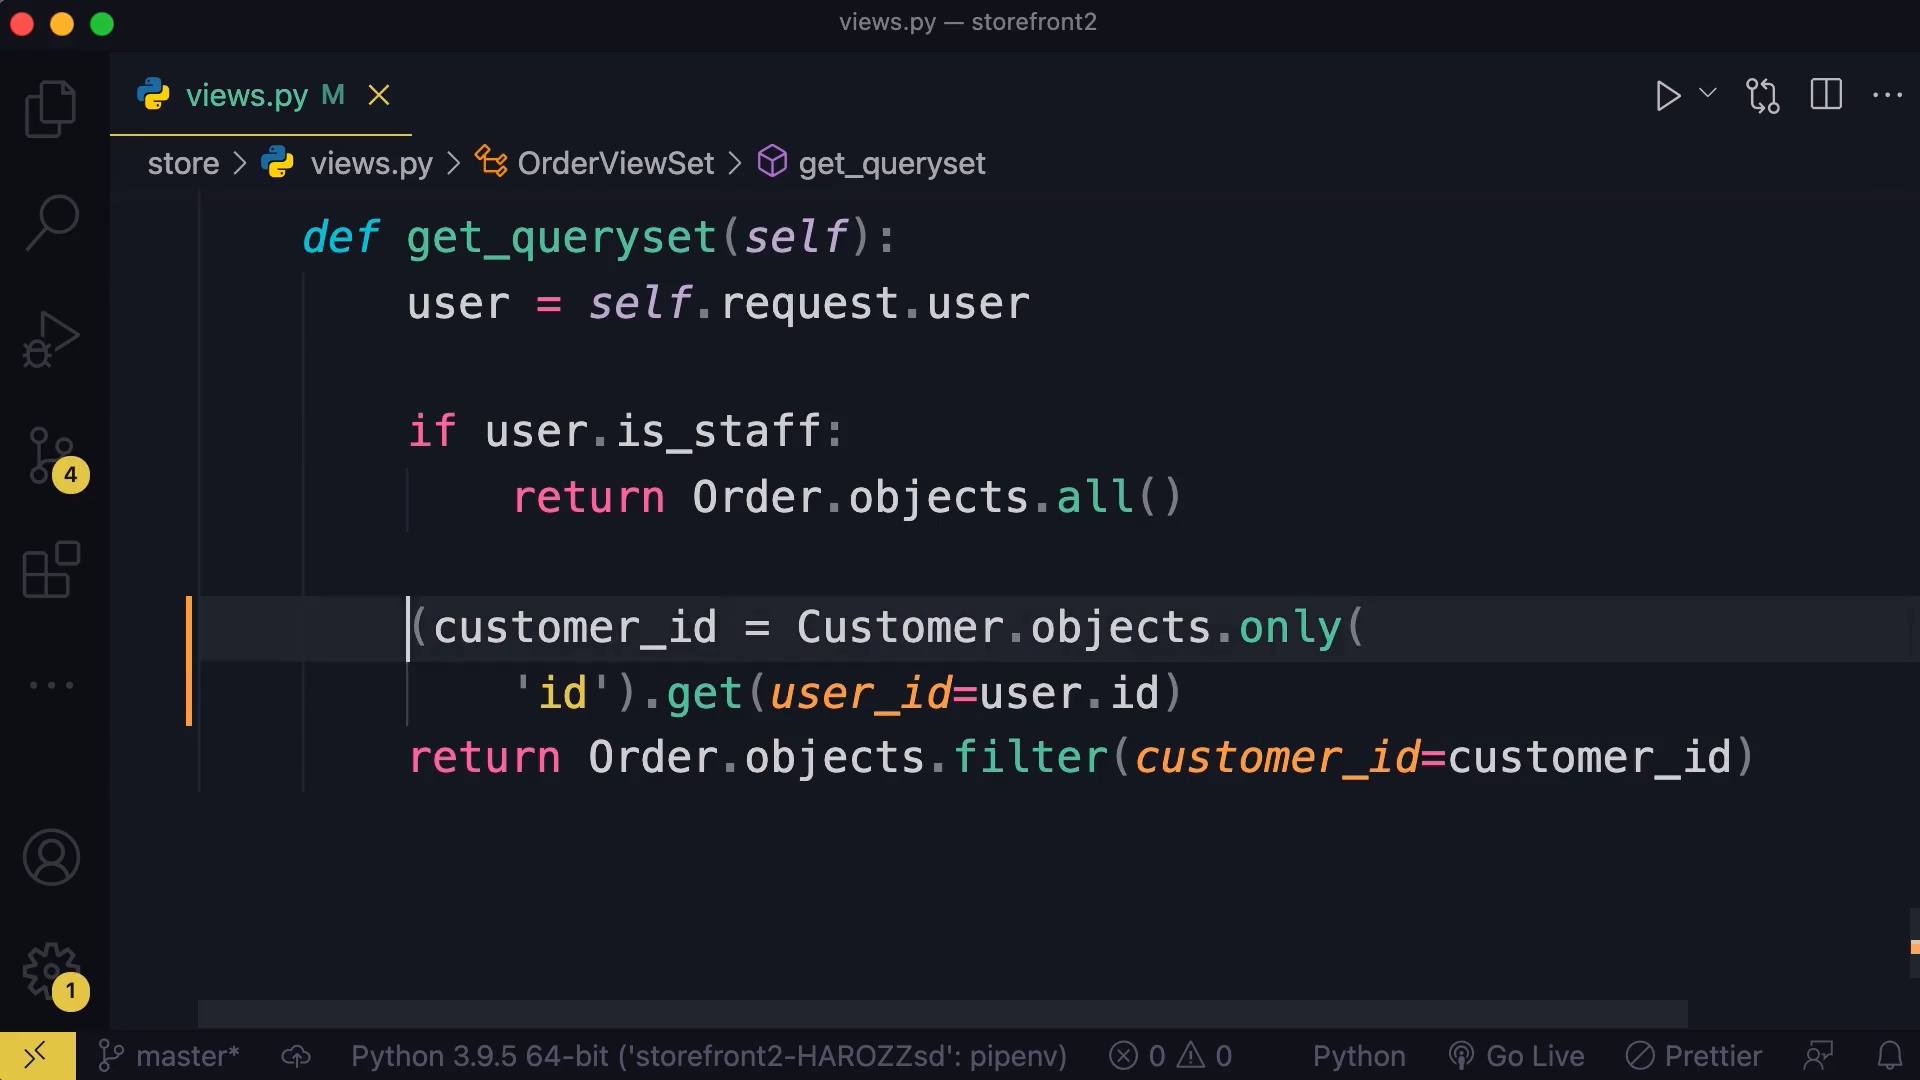 views.py — storefront2
views.py M
store > views.py > OrderViewSet > get_queryset
def get_queryset(self):
user = self.request.user
if user.is_staff:
return Order.objects.all()
(customer_id = Customer.objects.only(
'id').get(user_id=user.id)
return Order.objects.filter(customer_id=customer_id)
4
1
master* Python 3.9.5 64-bit ('storefront2-HAROZZsd': pipenv) 0 0 Python Go Live Prettier